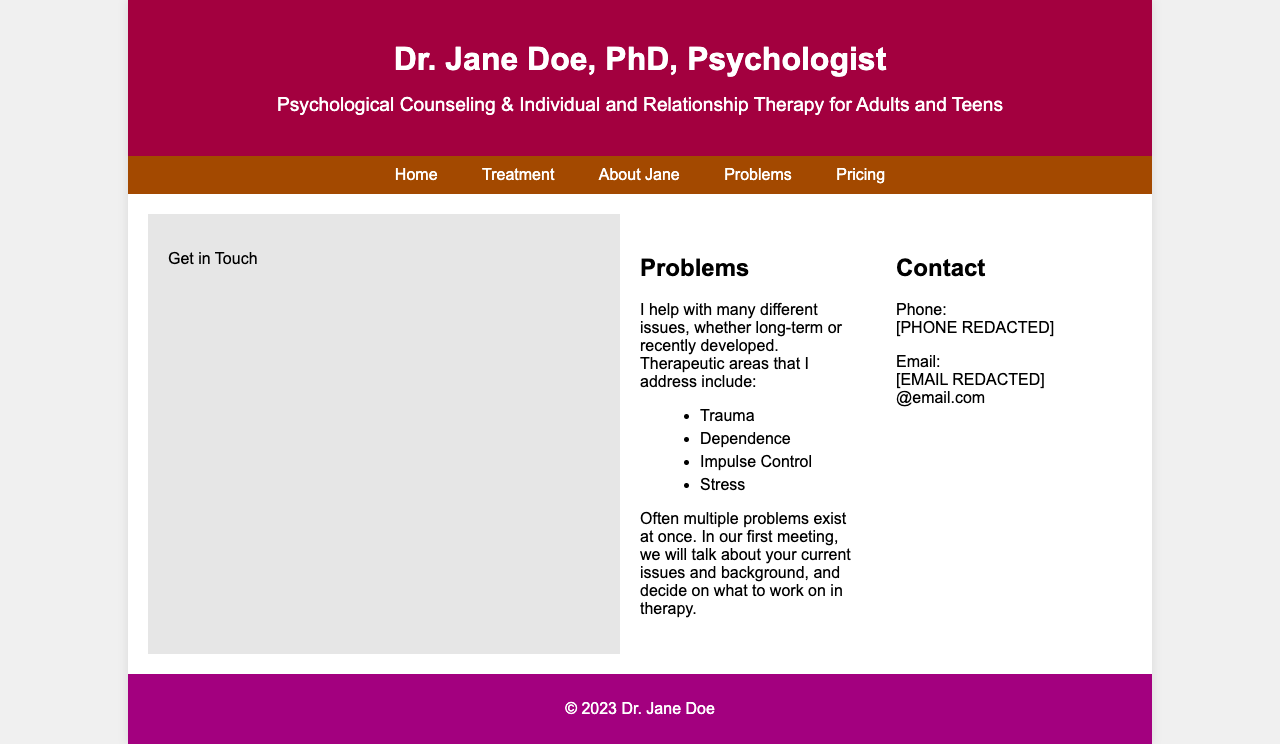 Dr. Jane Doe, PhD, Psychologist
Psychological Counseling & Individual and Relationship Therapy for Adults and Teens
Home Treatment About Jane Problems Pricing
Get in Touch
Problems
I help with many different
issues, whether long-term or
recently developed.
Therapeutic areas that I
address include:
• Trauma
• Dependence
• Impulse Control
• Stress
Often multiple problems exist
at once. In our first meeting,
we will talk about your current
issues and background, and
decide on what to work on in
therapy.
Contact
Phone:
[PHONE REDACTED]
Email:
[EMAIL REDACTED]
@email.com
© 2023 Dr. Jane Doe